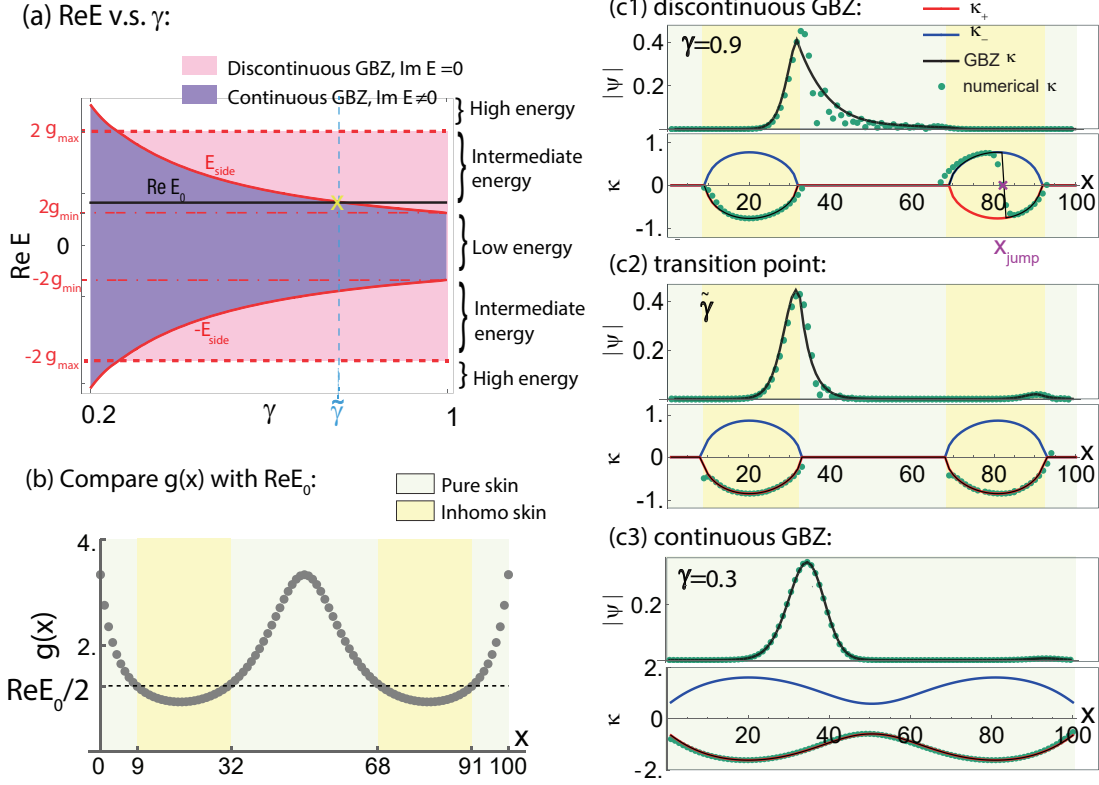 (a) ReE v.s. γ:
Discontinuous GBZ, Im E =0
Continuous GBZ, Im E≠0
High energy
2 g_max
E_side
Intermediate
energy
Re E_0
2g_min
Re E
0
Low energy
-2g_min
-E_side
Intermediate
energy
-2 g_max
High energy
0.2
γ
γ̃
1
(b) Compare g(x) with ReE_0:
Pure skin
Inhomo skin
4.
g(x)
2.
ReE_0/2
x
0
9
32
68
91
100
(c1) discontinuous GBZ:
κ_+
κ_-
GBZ κ
numerical κ
γ=0.9
0.4
|ψ|
0.2
1.
κ
0
-1.
20
40
60
80
100
x
x_jump
(c2) transition point:
γ̃
0.4
|ψ|
0.2
1.
κ
0
-1.
20
40
60
80
100
x
(c3) continuous GBZ:
γ=0.3
|ψ|
0.2
2.
κ
0
-2.
20
40
60
80
100
x